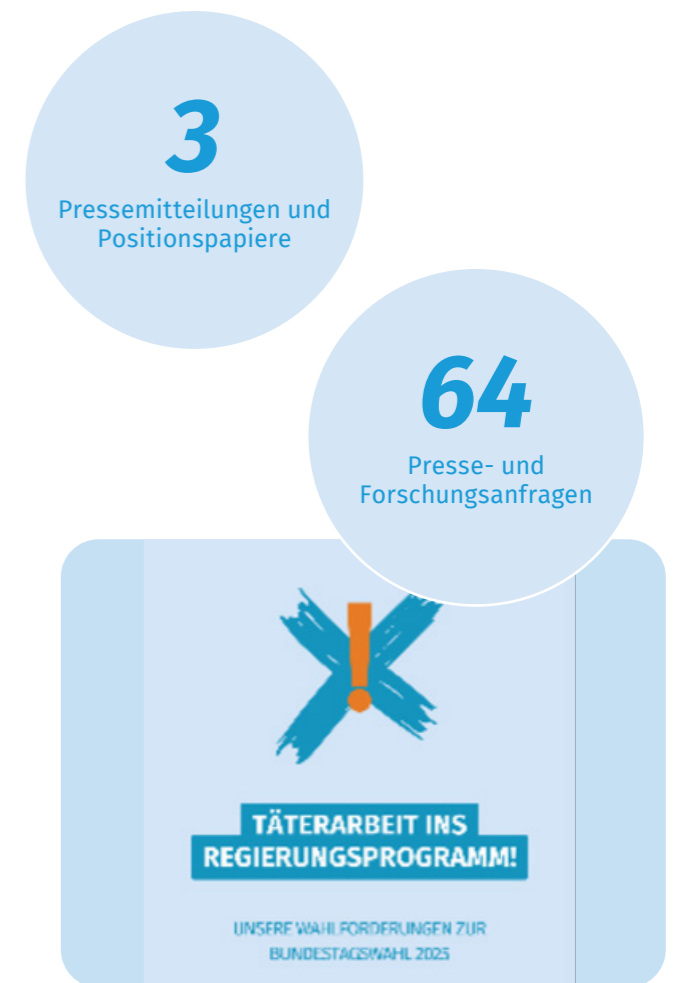 3
Pressemitteilungen und
Positionspapiere
64
Presse- und
Forschungsanfragen
TÄTERARBEIT INS
REGIERUNGSPROGRAMM!
UNSERE WAHLFORDERUNGEN ZUR
BUNDESTAGSWAHL 2025